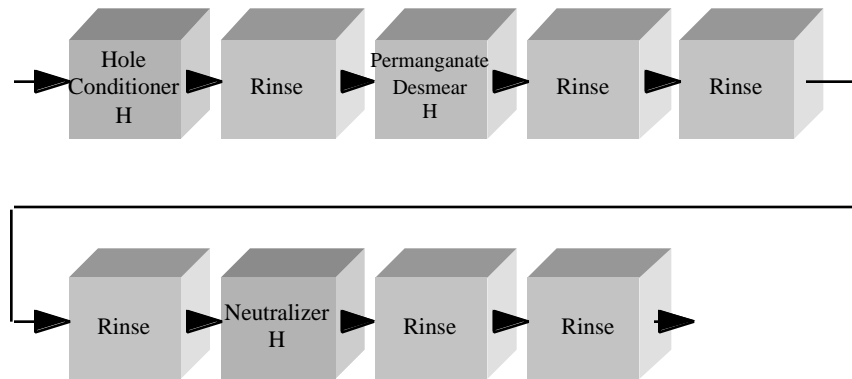 Hole
Conditioner
H
Rinse
Permanganate
Desmear
H
Rinse
Rinse
Rinse
Neutralizer
H
Rinse
Rinse